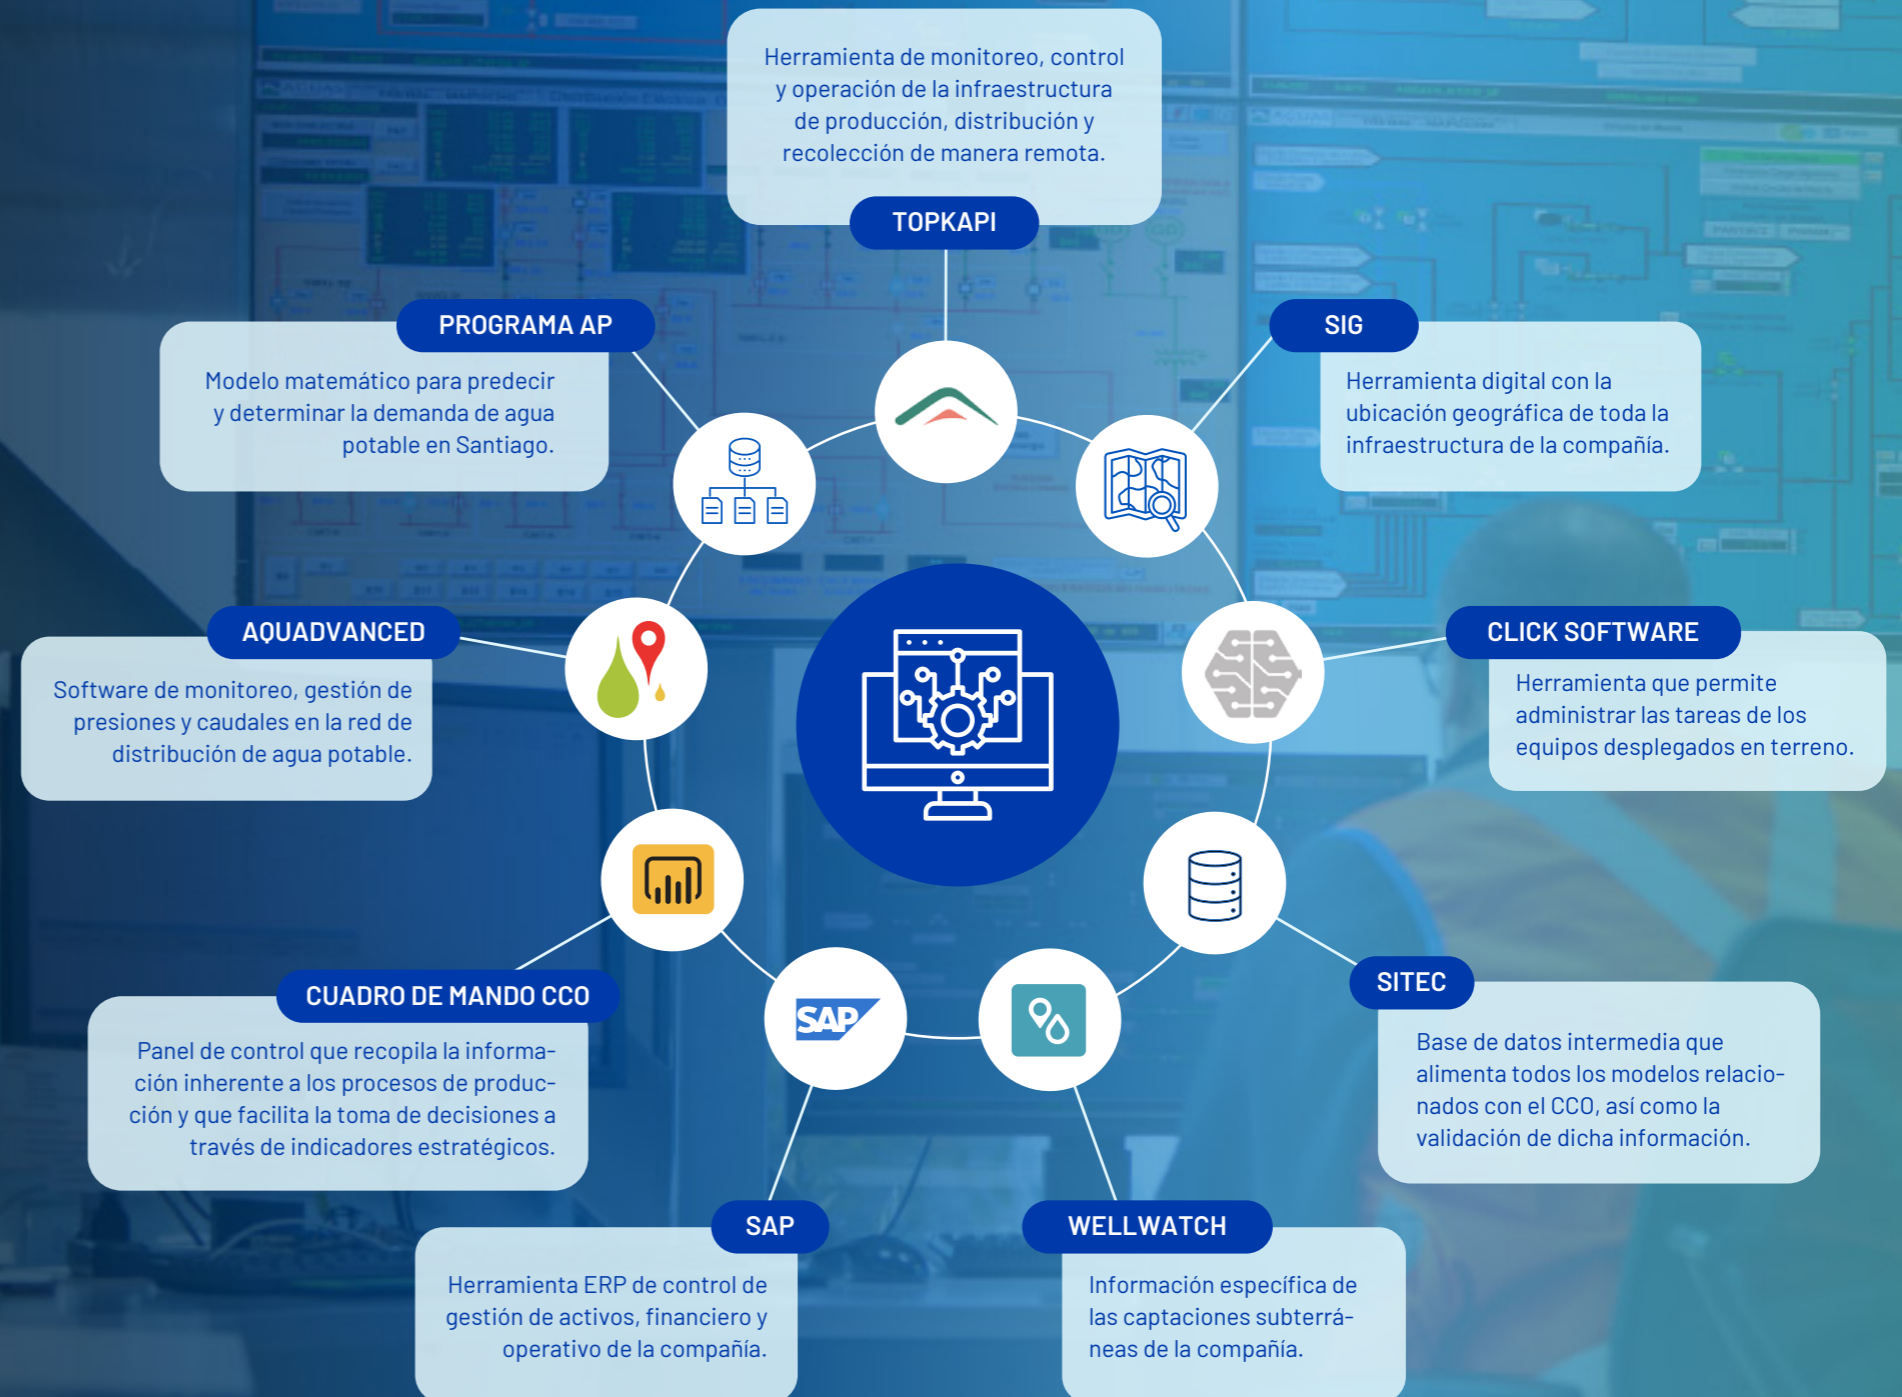 Herramienta de monitoreo, control
y operación de la infraestructura
de producción, distribución y
recolección de manera remota.
TOPKAPI
PROGRAMA AP
Modelo matemático para predecir
y determinar la demanda de agua
potable en Santiago.
SIG
Herramienta digital con la
ubicación geográfica de toda la
infraestructura de la compañía.
AQUADVANCED
Software de monitoreo, gestión de
presiones y caudales en la red de
distribución de agua potable.
CLICK SOFTWARE
Herramienta que permite
administrar las tareas de los
equipos desplegados en terreno.
CUADRO DE MANDO CCO
Panel de control que recopila la informa-
ción inherente a los procesos de produc-
ción y que facilita la toma de decisiones a
través de indicadores estratégicos.
SITEC
Base de datos intermedia que
alimenta todos los modelos relacio-
nados con el CCO, así como la
validación de dicha información.
SAP
SAP
Herramienta ERP de control de
gestión de activos, financiero y
operativo de la compañía.
WELLWATCH
Información específica de
las captaciones subterrá-
neas de la compañía.